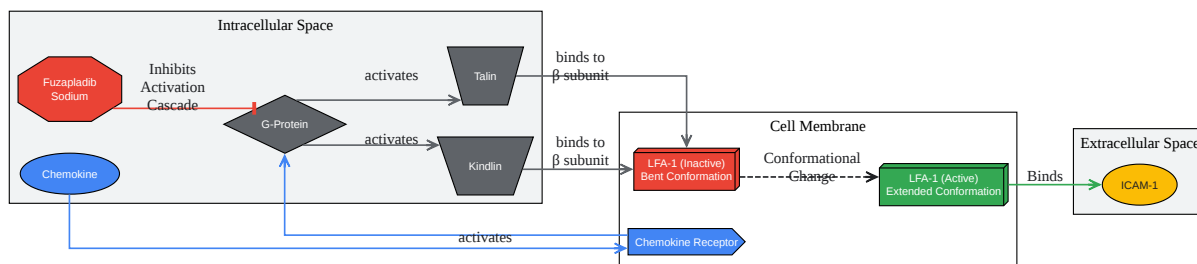 Intracellular Space
Fuzapladib
Sodium
Inhibits
Activation
Cascade
G-Protein
activates
activates
Talin
Kindlin
binds to
β subunit
binds to
β subunit
Chemokine
activates
Cell Membrane
LFA-1 (Inactive)
Bent Conformation
Conformational
Change
LFA-1 (Active)
Extended Conformation
Chemokine Receptor
Binds
Extracellular Space
ICAM-1